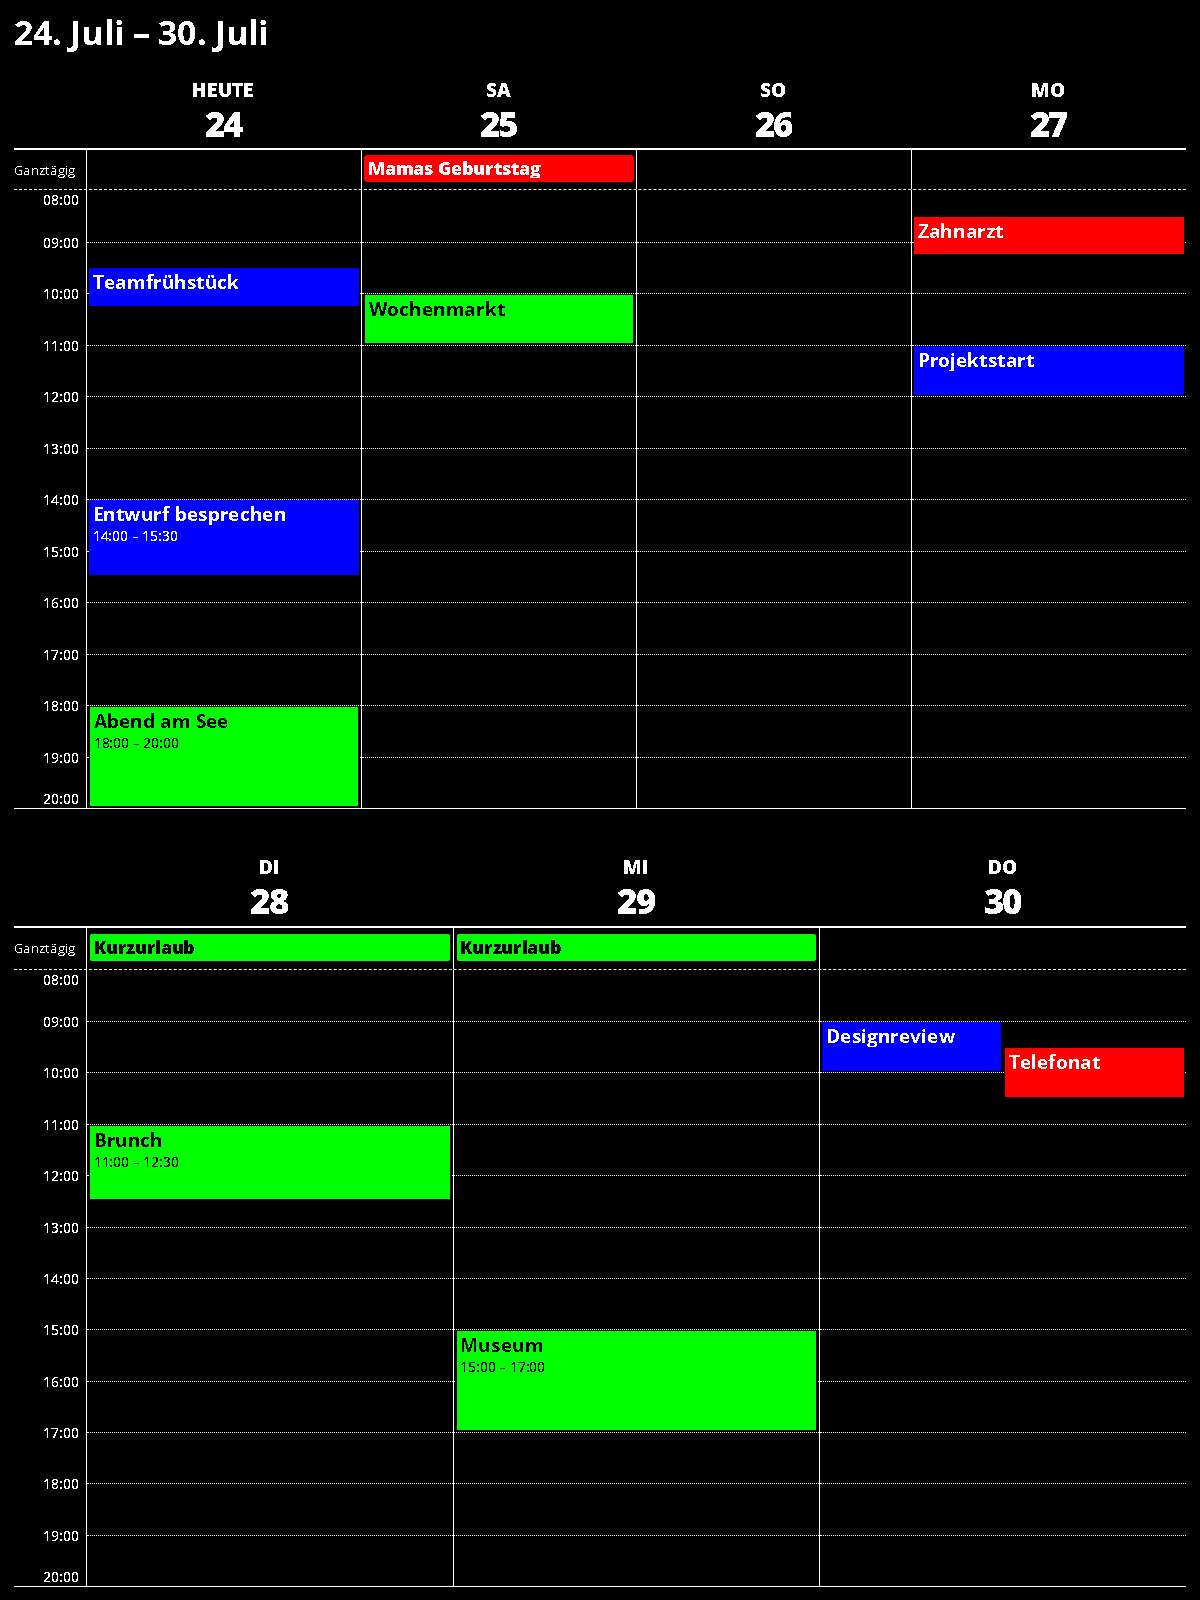 24. Juli – 30. Juli
HEUTE
24
SA
25
SO
26
MO
27
Ganztägig
Mamas Geburtstag
08:00
Zahnarzt
09:00
Teamfrühstück
10:00
Wochenmarkt
11:00
Projektstart
12:00
13:00
14:00
Entwurf besprechen
14:00 – 15:30
15:00
16:00
17:00
18:00
Abend am See
18:00 – 20:00
19:00
20:00
DI
28
MI
29
DO
30
Ganztägig
Kurzurlaub
Kurzurlaub
08:00
09:00
Designreview
Telefonat
10:00
11:00
Brunch
11:00 – 12:30
12:00
13:00
14:00
15:00
Museum
15:00 – 17:00
16:00
17:00
18:00
19:00
20:00